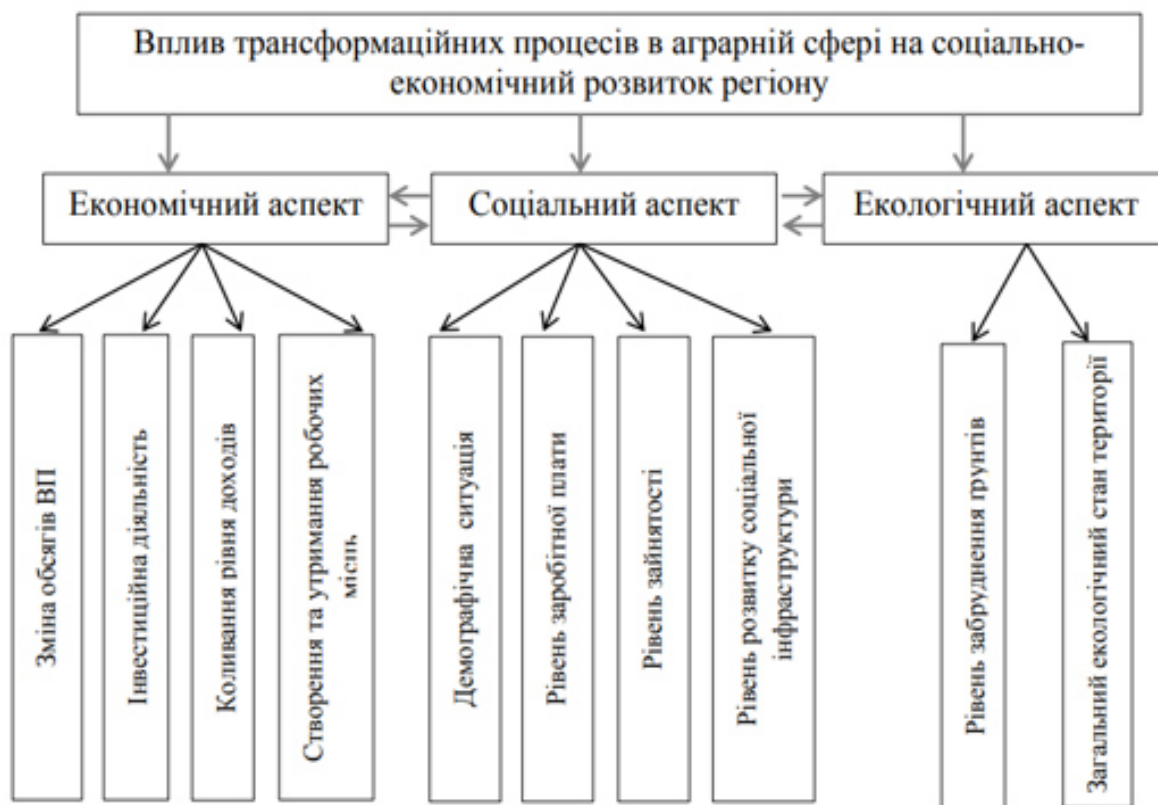 Вплив трансформаційних процесів в аграрній сфері на соціально-
економічний розвиток регіону
Економічний аспект
Соціальний аспект
Екологічний аспект
Зміна обсягів ВП
Інвестиційна діяльність
Коливання рівня доходів
Створення та утримання робочих
місць
Демографічна ситуація
Рівень заробітної плати
Рівень зайнятості
Рівень розвитку соціальної
інфраструктури
Рівень забруднення ґрунтів
Загальний екологічний стан території